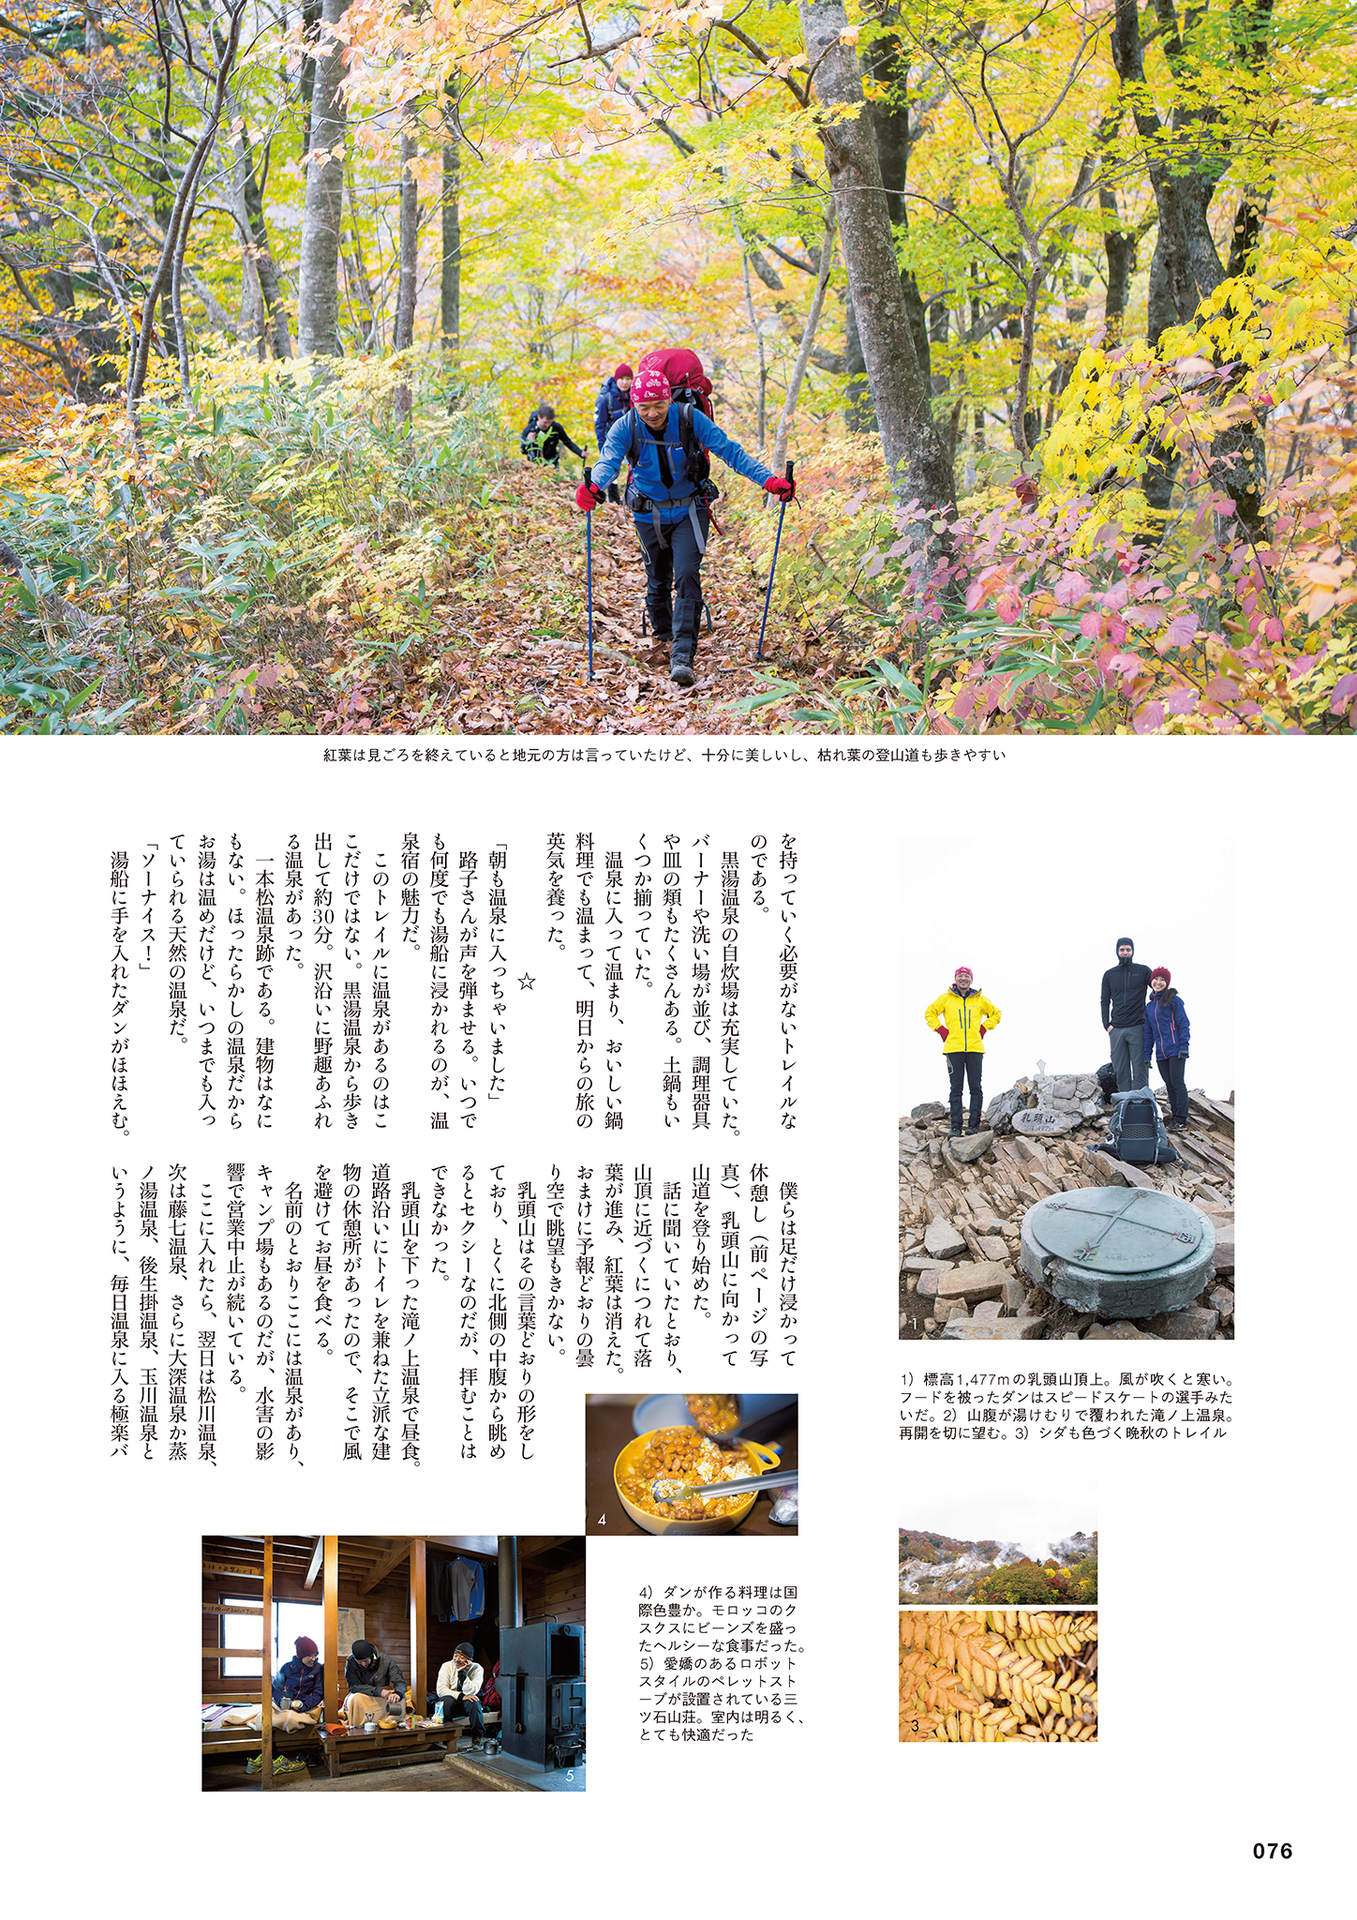 紅葉は見ごろを終えていると地元の方は言っていたけど、十分に美しいし、枯れ葉の登山道も歩きやすい
を持っていく必要がないトレイルな
のである。
黒湯温泉の自炊場は充実していた。
バーナーや洗い場が並び、調理器具
や皿の類もたくさんある。土鍋もい
くつか揃っていた。
温泉に入って温まり、おいしい鍋
料理でも温まって、明日からの旅の
英気を養った。
☆
「朝も温泉に入っちゃいました」
路子さんが声を弾ませる。いつで
も何度でも湯船に浸かれるのが、温
泉宿の魅力だ。
このトレイルに温泉があるのはこ
こだけではない。黒湯温泉から歩き
出して約30分。沢沿いに野趣あふれ
る温泉があった。
一本松温泉跡である。建物はなに
もない。ほったらかしの温泉だから
お湯は温めだけど、いつまでも入っ
ていられる天然の温泉だ。
「ソーナイス！」
湯船に手を入れたダンがほほえむ。
僕らは足だけ浸かって
休憩し（前ページの写
真）、乳頭山に向かって
山道を登り始めた。
話に聞いていたとおり、
山頂に近づくにつれて落
葉が進み、紅葉は消えた。
おまけに予報どおりの曇
り空で眺望もきかない。
乳頭山はその言葉どおりの形をし
ており、とくに北側の中腹から眺め
るとセクシーなのだが、拝むことは
できなかった。
乳頭山を下った滝ノ上温泉で昼食。
道路沿いにトイレを兼ねた立派な建
物の休憩所があったので、そこで風
を避けてお昼を食べる。
名前のとおりここには温泉があり、
キャンプ場もあるのだが、水害の影
響で営業中止が続いている。
ここに入れたら、翌日は松川温泉、
次は藤七温泉、さらに大深温泉か蒸
ノ湯温泉、後生掛温泉、玉川温泉と
いうように、毎日温泉に入る極楽バ
乳頭山
1
1）標高1,477mの乳頭山頂上。風が吹くと寒い。
フードを被ったダンはスピードスケートの選手みた
いだ。2）山腹が湯けむりで覆われた滝ノ上温泉。
再開を切に望む。3）シダも色づく晩秋のトレイル
2
3
4
4）ダンが作る料理は国
際色豊か。モロッコのク
スクスにビーンズを盛っ
たヘルシーな食事だった。
5）愛嬌のあるロボット
スタイルのペレットスト
ーブが設置されている三
ツ石山荘。室内は明るく、
とても快適だった
5
076